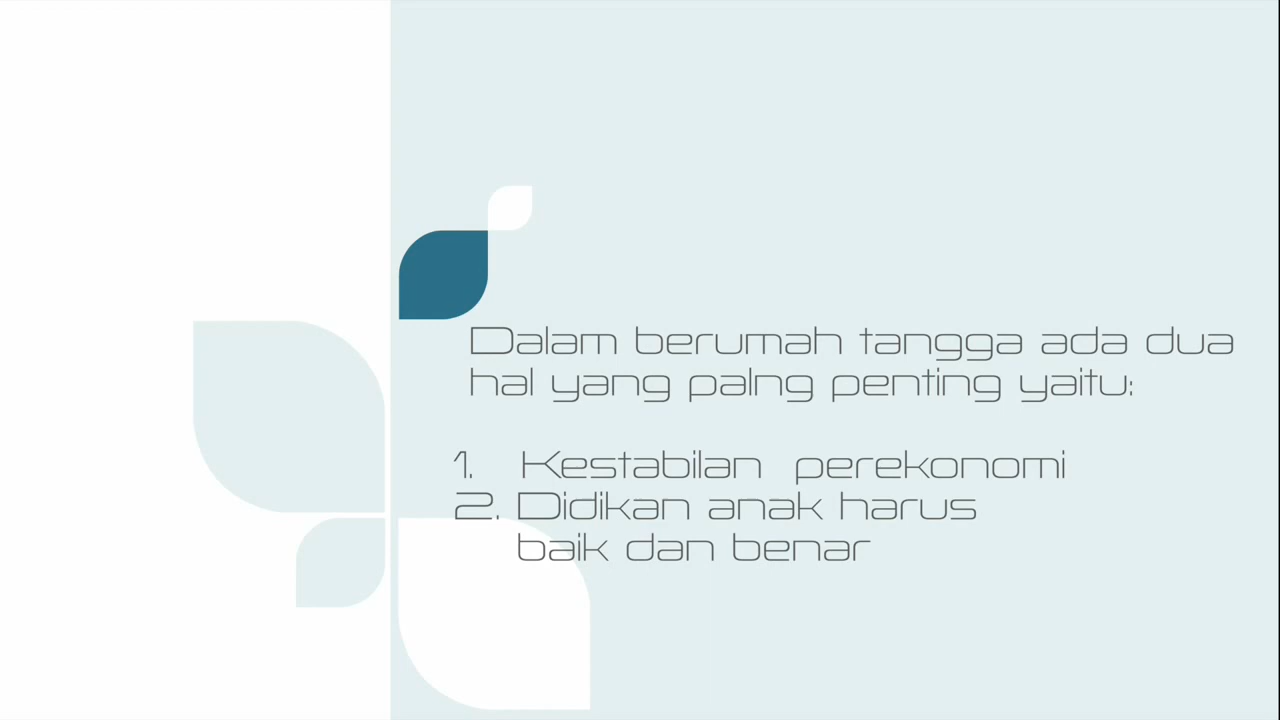 Dalam berumah tangga ada dua
hal yang palng penting yaitu:
1. Kestabilan perekonomi
2. Didikan anak harus
baik dan benar